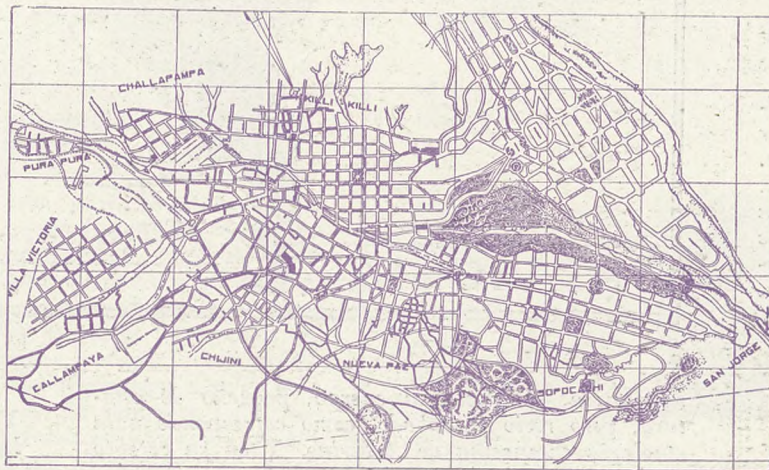 CHALLAPAMPA
KILLI KILLI
PURA PURA
VILLA VICTORIA
CALLAMPAYA
CHIJINI
NUEVA PAZ
SOPOCACHI
SAN JORGE